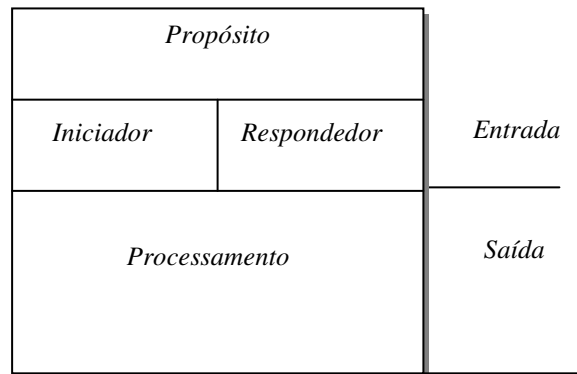 Propósito
Iniciador Respondedor Entrada
Processamento Saída